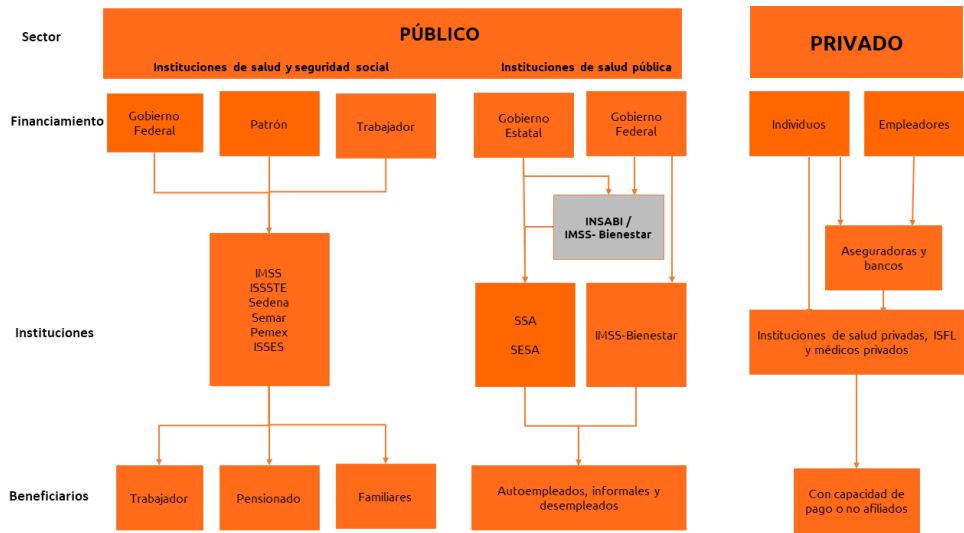 Sector
PÚBLICO
Instituciones de salud y seguridad social
Instituciones de salud pública
PRIVADO
Financiamiento
Gobierno
Federal
Patrón
Trabajador
Gobierno
Estatal
Gobierno
Federal
Individuos
Empleadores
INSABI /
IMSS- Bienestar
Aseguradoras y
bancos
Instituciones
IMSS
ISSSTE
Sedena
Semar
Pemex
ISSES
SSA
SESA
IMSS-Bienestar
Instituciones de salud privadas, ISFL
y médicos privados
Beneficiarios
Trabajador
Pensionado
Familiares
Autoempleados, informales y
desempleados
Con capacidad de
pago o no afiliados